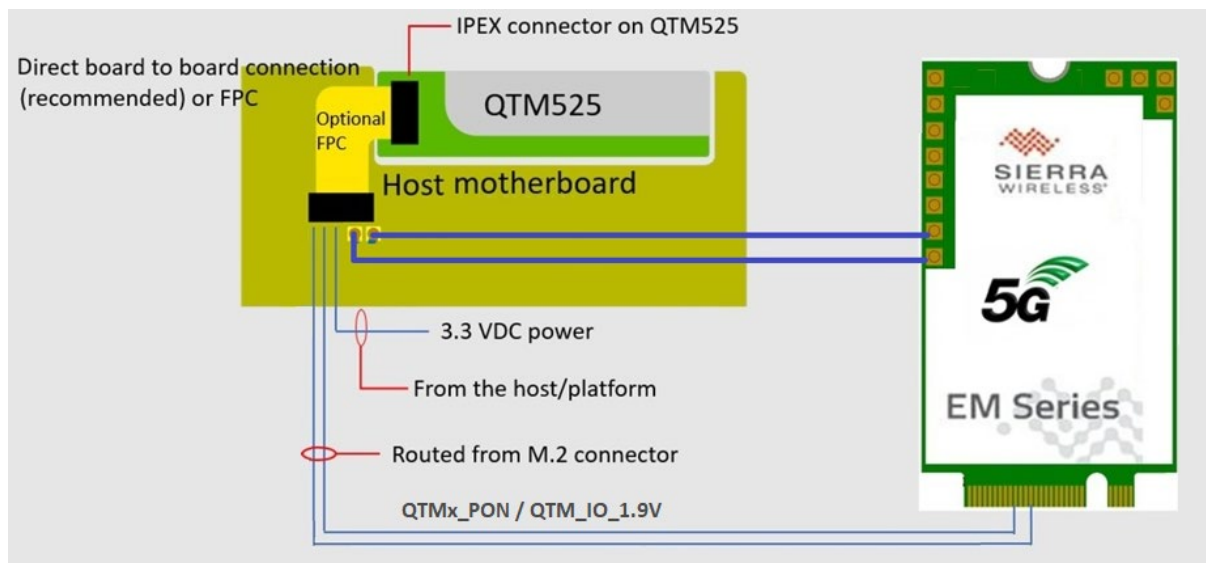 IPEX connector on QTM525
Direct board to board connection
(recommended) or FPC
Optional
FPC
QTM525
Host motherboard
SIERRA
WIRELESS
5G
EM Series
3.3 VDC power
From the host/platform
Routed from M.2 connector
QTMx_PON / QTM_IO_1.9V